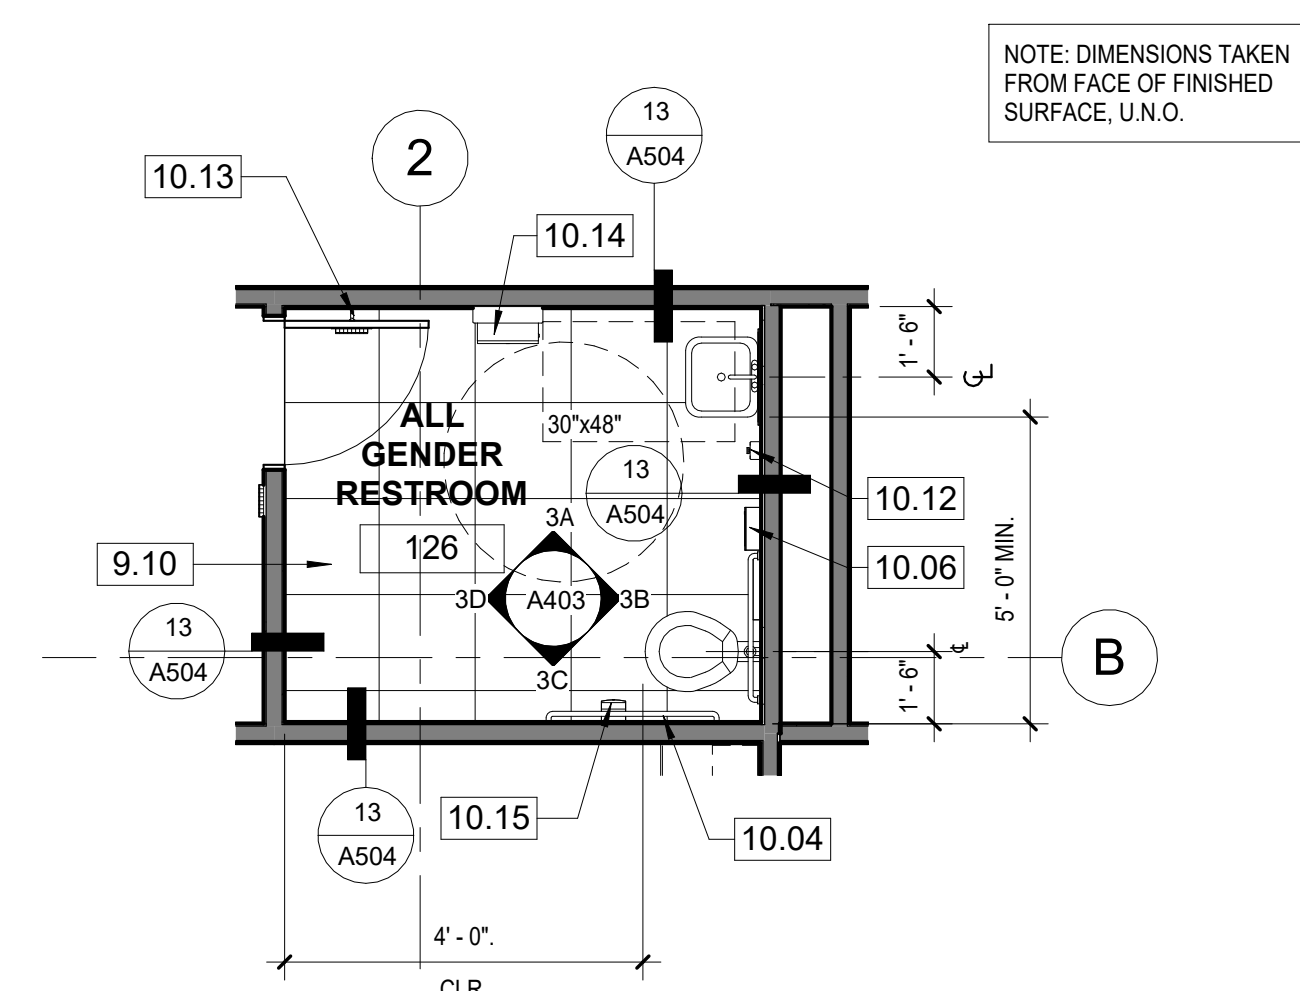 NOTE: DIMENSIONS TAKEN
FROM FACE OF FINISHED
SURFACE, U.N.O.
13
A504
2
10.13
10.14
1' - 6"
℄
30"x48"
ALL
GENDER
RESTROOM
126
13
A504
10.12
10.06
5' - 0" MIN.
9.10
3A
3D
A403
3B
3C
13
A504
℄
B
1' - 6"
10.15
10.04
13
A504
4' - 0".
CLR